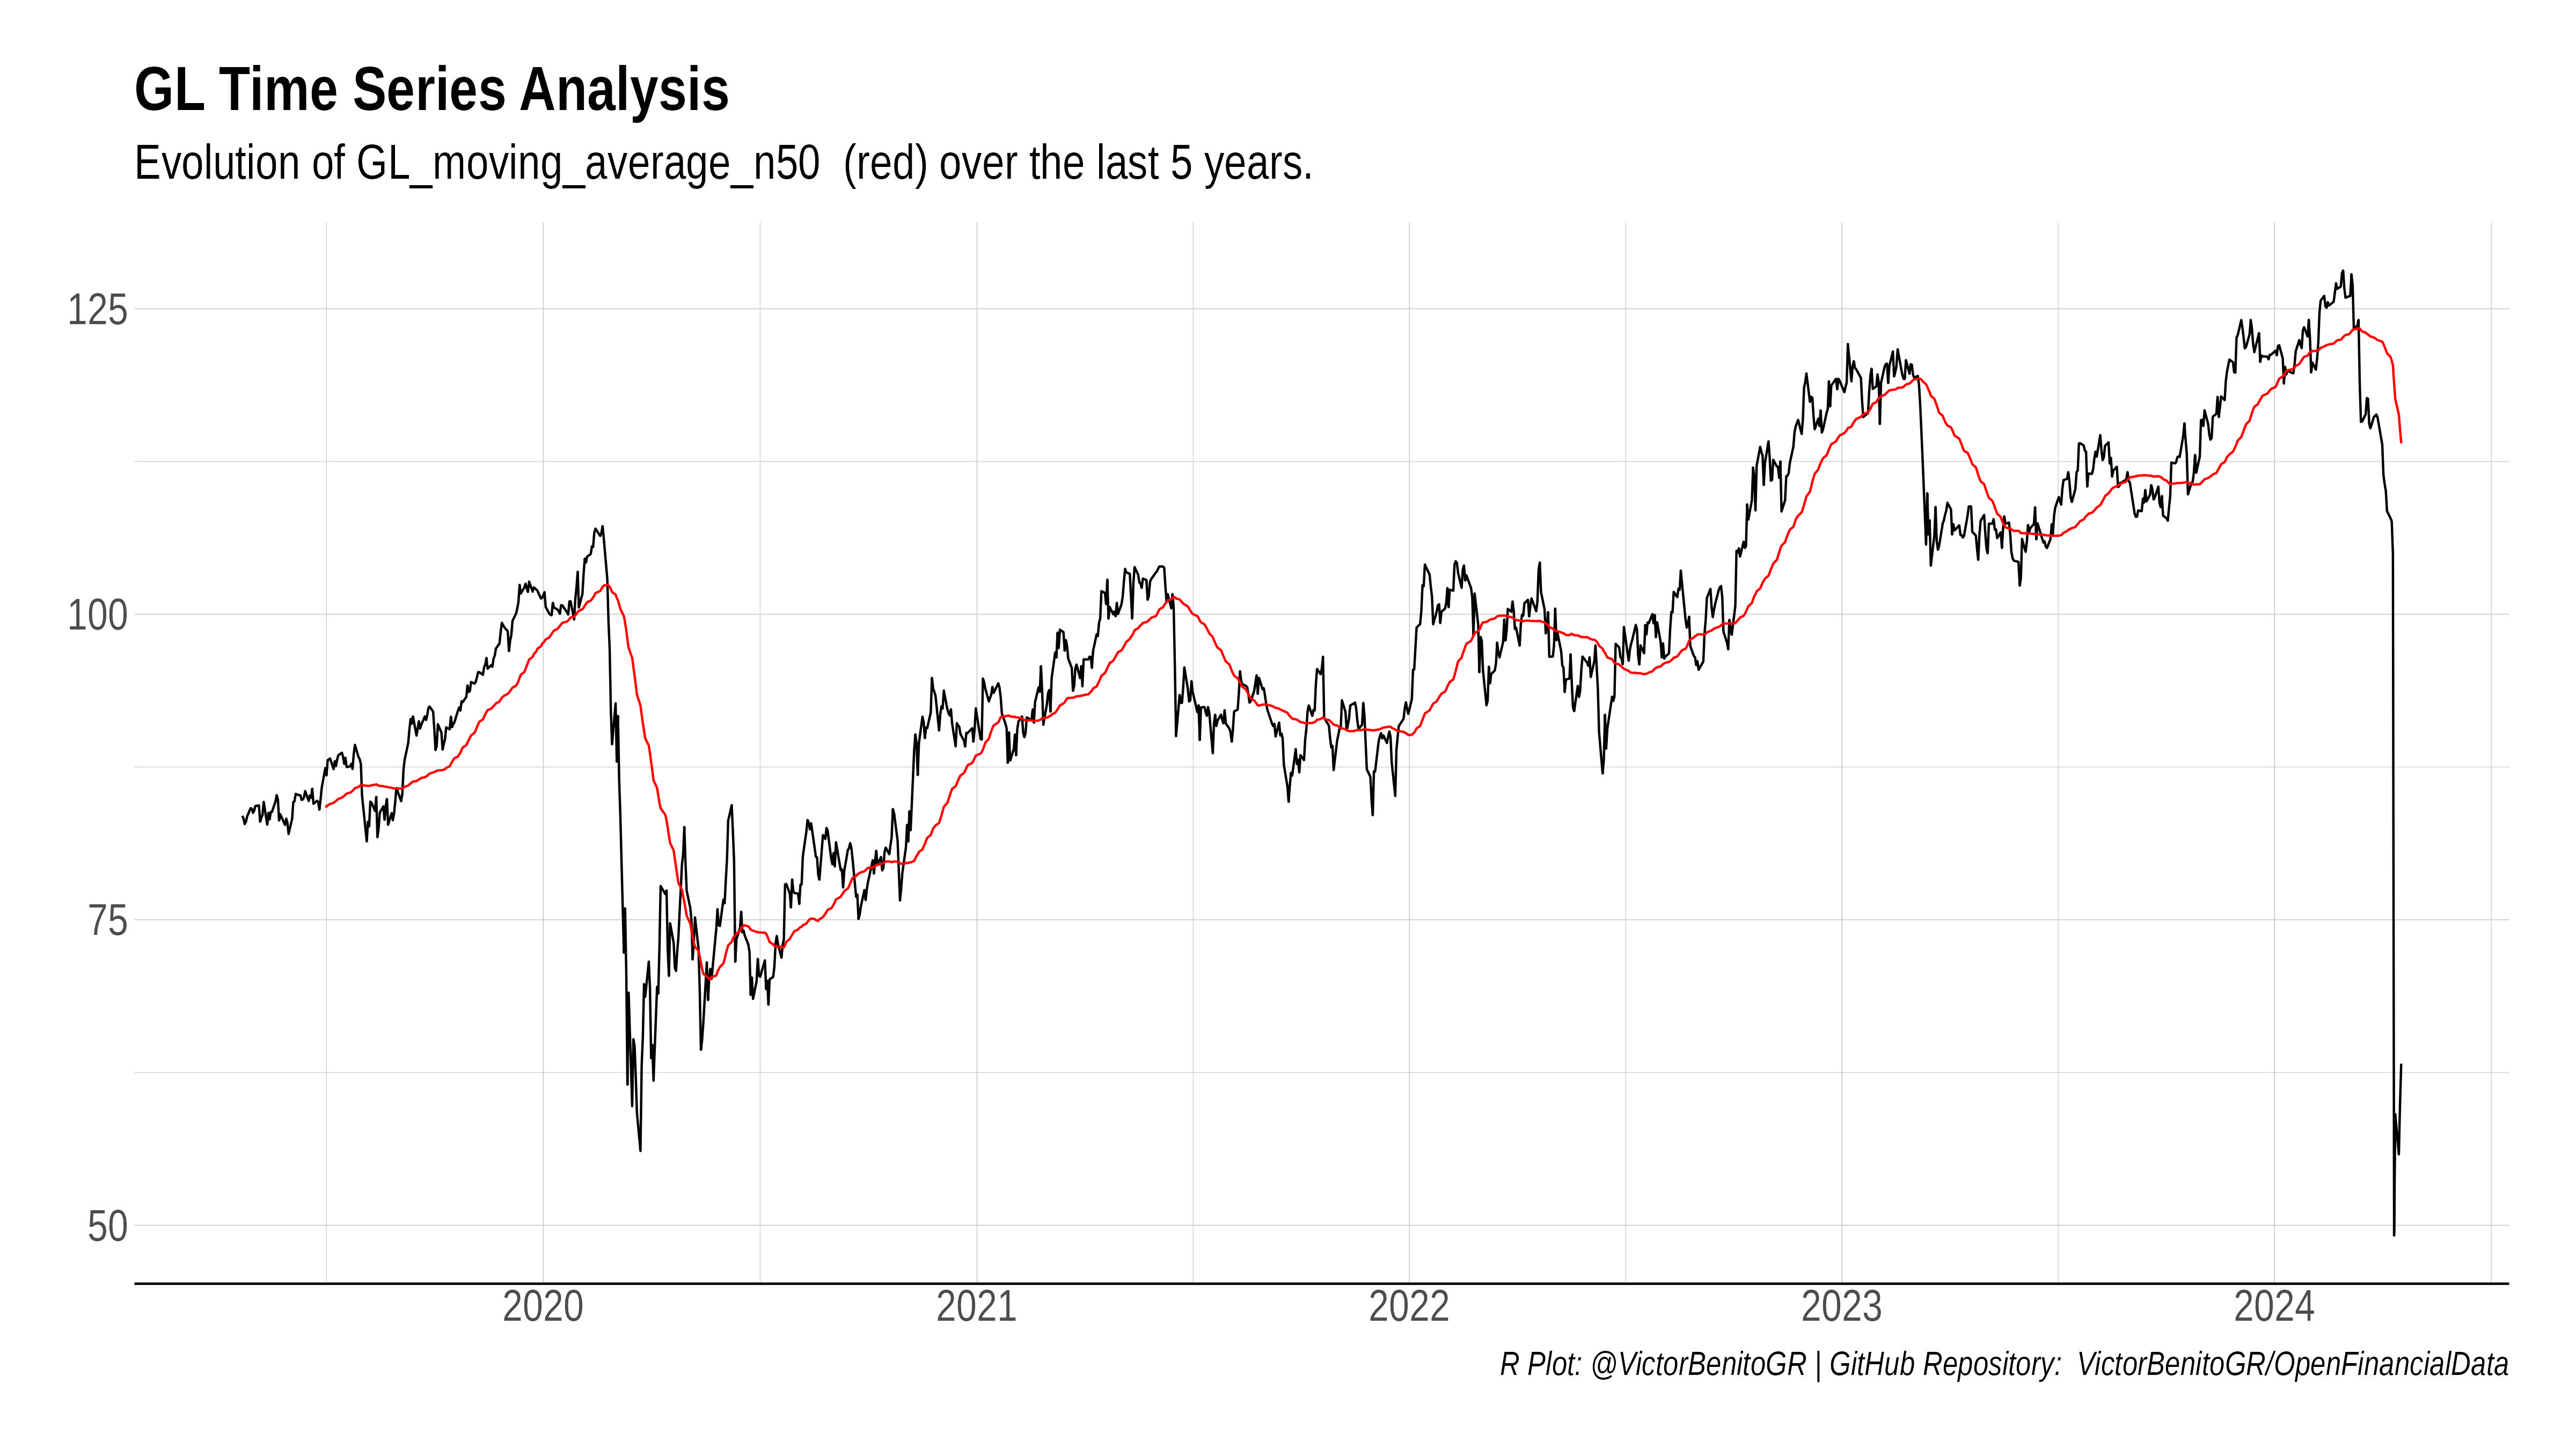 GL Time Series Analysis
Evolution of GL_moving_average_n50  (red) over the last 5 years.
125
100
75
50
2020 2021 2022 2023 2024
R Plot: @VictorBenitoGR | GitHub Repository:  VictorBenitoGR/OpenFinancialData